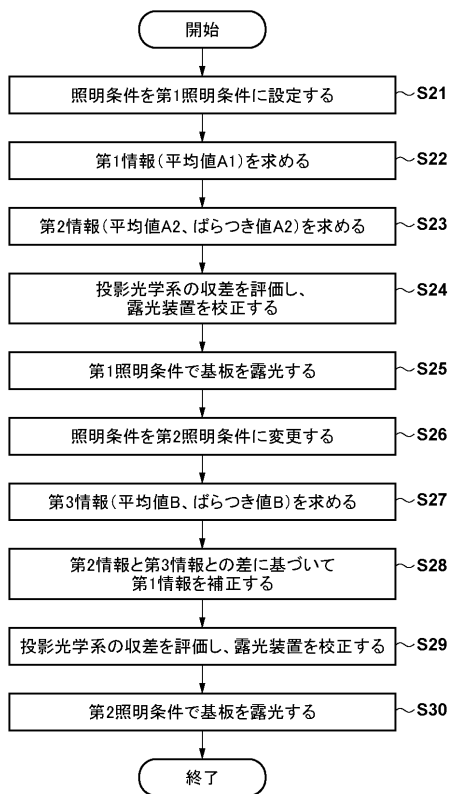 開始
照明条件を第1照明条件に設定する
S21
第1情報(平均値A1)を求める
S22
第2情報(平均値A2、ばらつき値A2)を求める
S23
投影光学系の収差を評価し、
露光装置を校正する
S24
第1照明条件で基板を露光する
S25
照明条件を第2照明条件に変更する
S26
第3情報(平均値B、ばらつき値B)を求める
S27
第2情報と第3情報との差に基づいて
第1情報を補正する
S28
投影光学系の収差を評価し、露光装置を校正する
S29
第2照明条件で基板を露光する
S30
終了